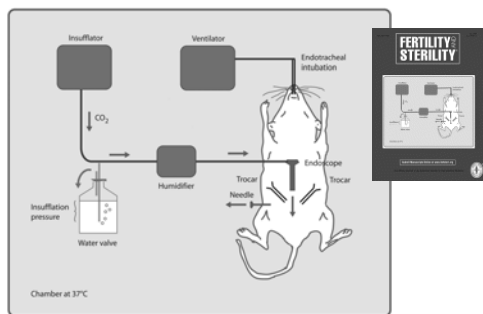 Insufflator
Ventilator
Endotracheal
intubation
CO2
Humidifier
Endoscope
Trocar
Trocar
Needle
Insufflation
pressure
Water valve
Chamber at 37°C
FERTILITY
AND
STERILITY